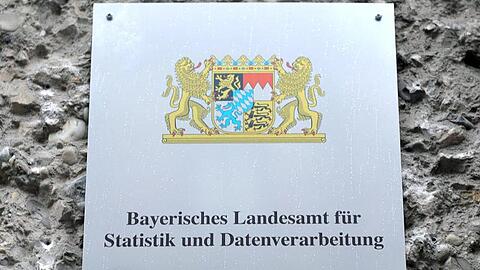 Bayerisches Landesamt für
Statistik und Datenverarbeitung